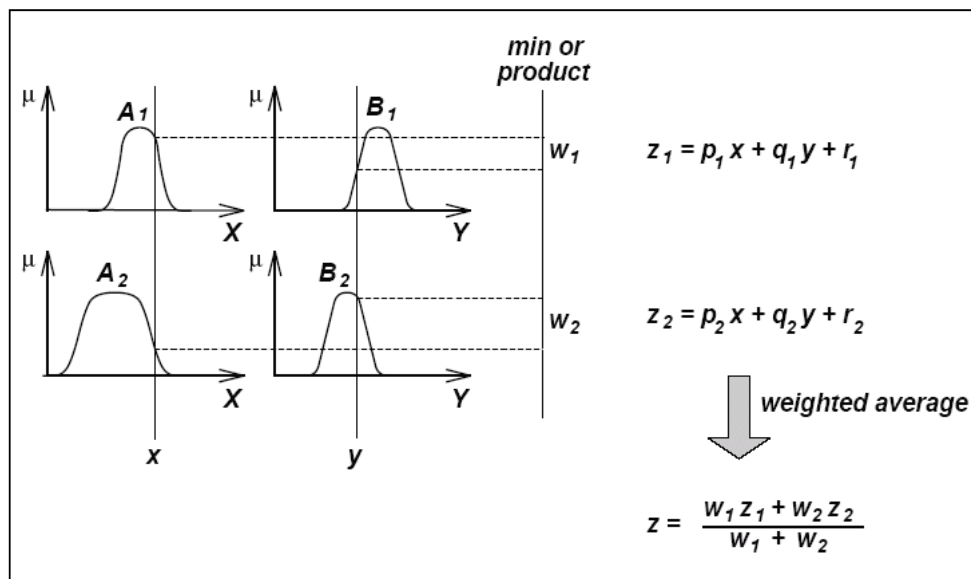 min or
product
μ A₁ μ B₁
w₁ z₁ = p₁ x + q₁ y + r₁
X Y
μ A₂ μ B₂
w₂ z₂ = p₂ x + q₂ y + r₂
X Y
weighted average
x y
z = w₁ z₁ + w₂ z₂
w₁ + w₂